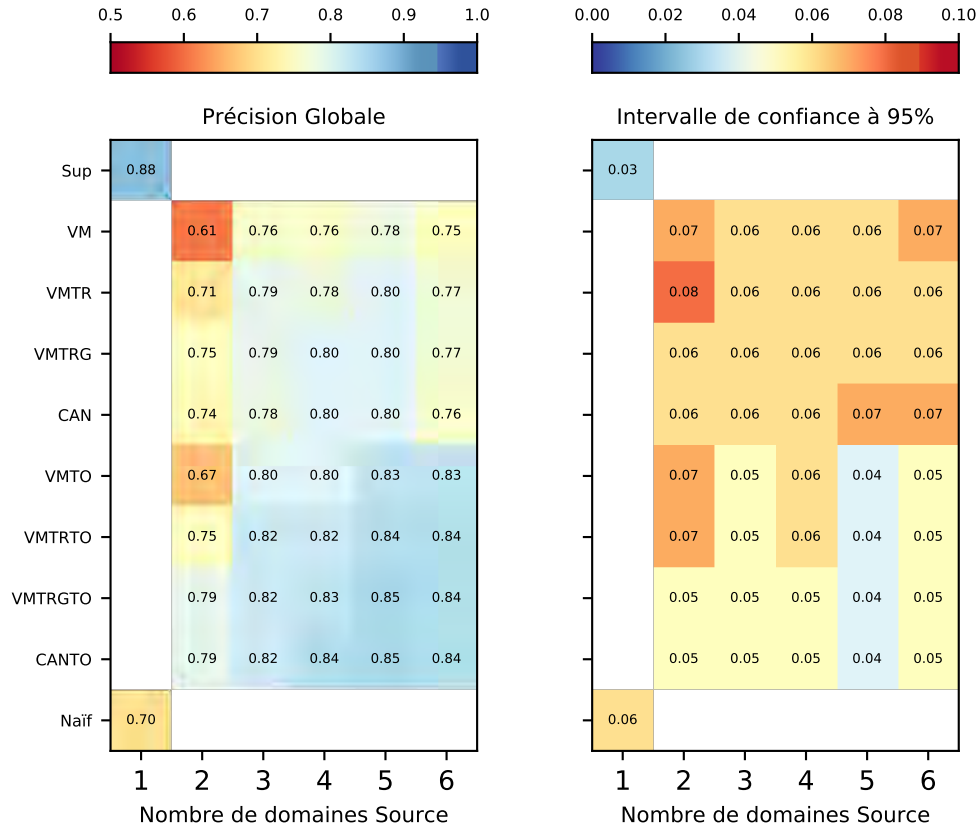 0.5 0.6 0.7 0.8 0.9 1.0
0.00 0.02 0.04 0.06 0.08 0.10
Précision Globale
Intervalle de confiance à 95%
Sup 0.88
0.03
VM 0.61 0.76 0.76 0.78 0.75
0.07 0.06 0.06 0.06 0.07
VMTR 0.71 0.79 0.78 0.80 0.77
0.08 0.06 0.06 0.06 0.06
VMTRG 0.75 0.79 0.80 0.80 0.77
0.06 0.06 0.06 0.06 0.06
CAN 0.74 0.78 0.80 0.80 0.76
0.06 0.06 0.06 0.07 0.07
VMTO 0.67 0.80 0.80 0.83 0.83
0.07 0.05 0.06 0.04 0.05
VMTRTO 0.75 0.82 0.82 0.84 0.84
0.07 0.05 0.06 0.04 0.05
VMTRGTO 0.79 0.82 0.83 0.85 0.84
0.05 0.05 0.05 0.04 0.05
CANTO 0.79 0.82 0.84 0.85 0.84
0.05 0.05 0.05 0.04 0.05
Naïf 0.70
0.06
1 2 3 4 5 6
1 2 3 4 5 6
Nombre de domaines Source
Nombre de domaines Source